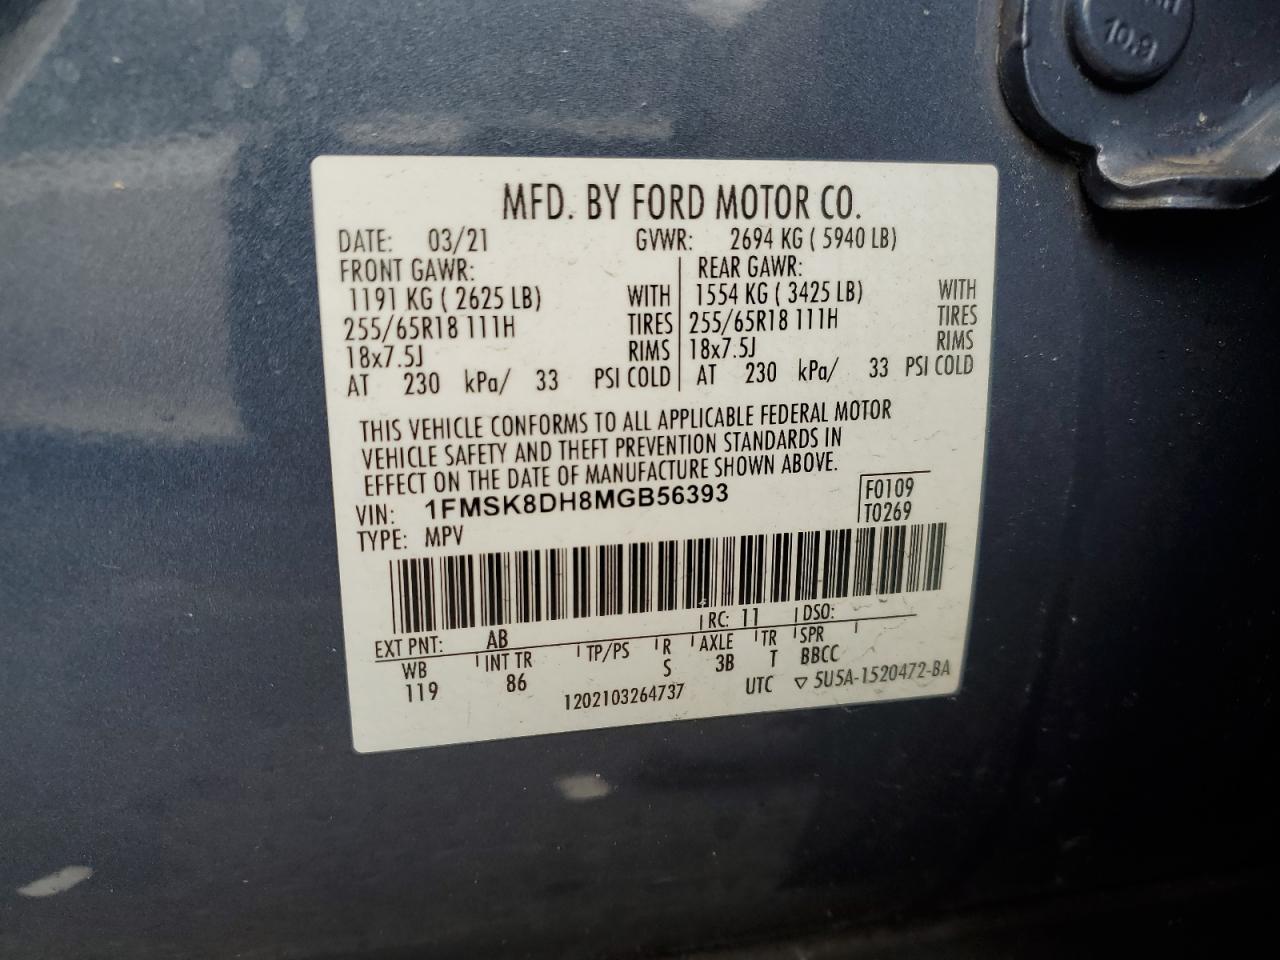 10.9
MFD. BY FORD MOTOR CO.
DATE: 03/21 GVWR: 2694 KG ( 5940 LB)
FRONT GAWR: REAR GAWR:
1191 KG ( 2625 LB) WITH 1554 KG ( 3425 LB) WITH
255/65R18 111H TIRES 255/65R18 111H TIRES
18x7.5J RIMS 18x7.5J RIMS
AT 230 kPa/ 33 PSI COLD AT 230 kPa/ 33 PSI COLD
THIS VEHICLE CONFORMS TO ALL APPLICABLE FEDERAL MOTOR
VEHICLE SAFETY AND THEFT PREVENTION STANDARDS IN
EFFECT ON THE DATE OF MANUFACTURE SHOWN ABOVE.
VIN: 1FMSK8DH8MGB56393 F0109
TYPE: MPV T0269
EXT PNT: AB RC: 11 DSO:
WB INT TR TP/PS R AXLE TR SPR
119 86 S 3B T BBCC
1202103264737 UTC ▽ 5U5A-1520472-BA